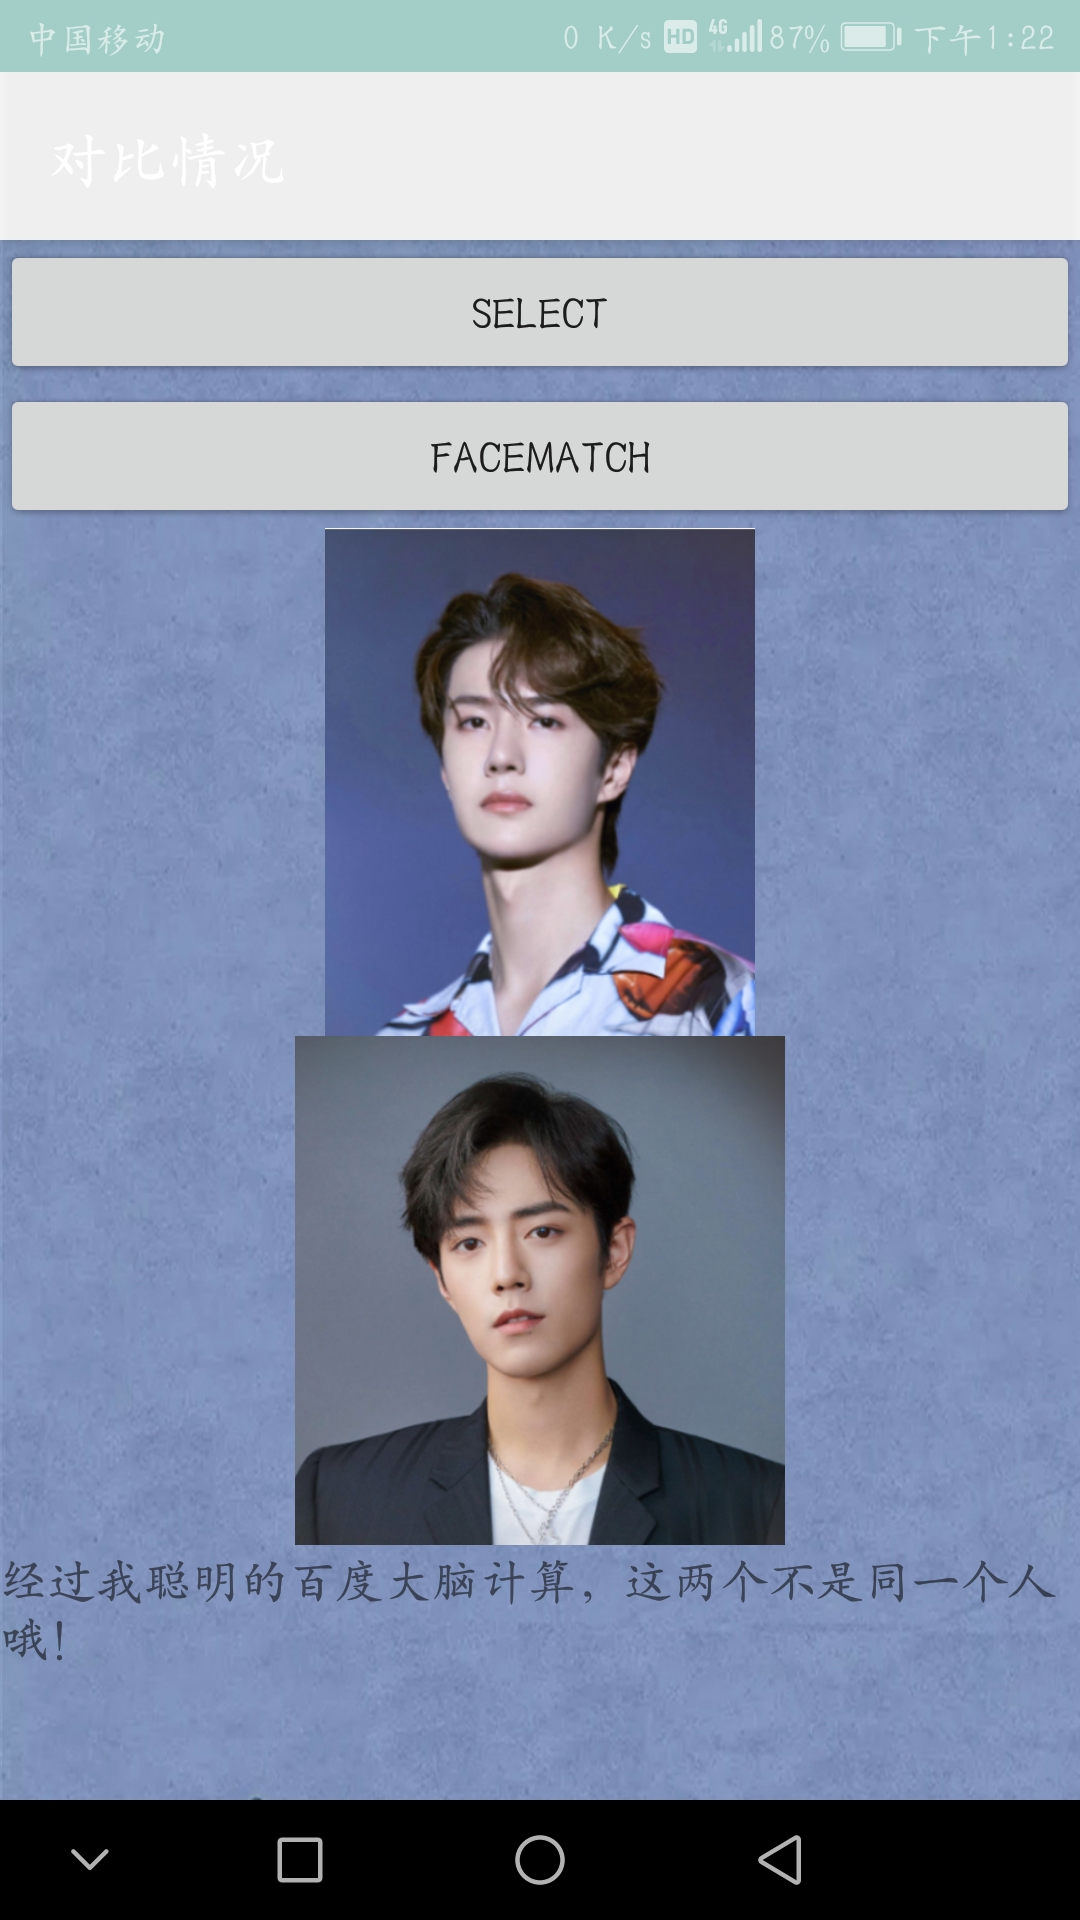 中国移动 0 K/s HD 4G 87% 下午1:22
对比情况
SELECT
FACEMATCH
经过我聪明的百度大脑计算，这两个不是同一个人
哦！